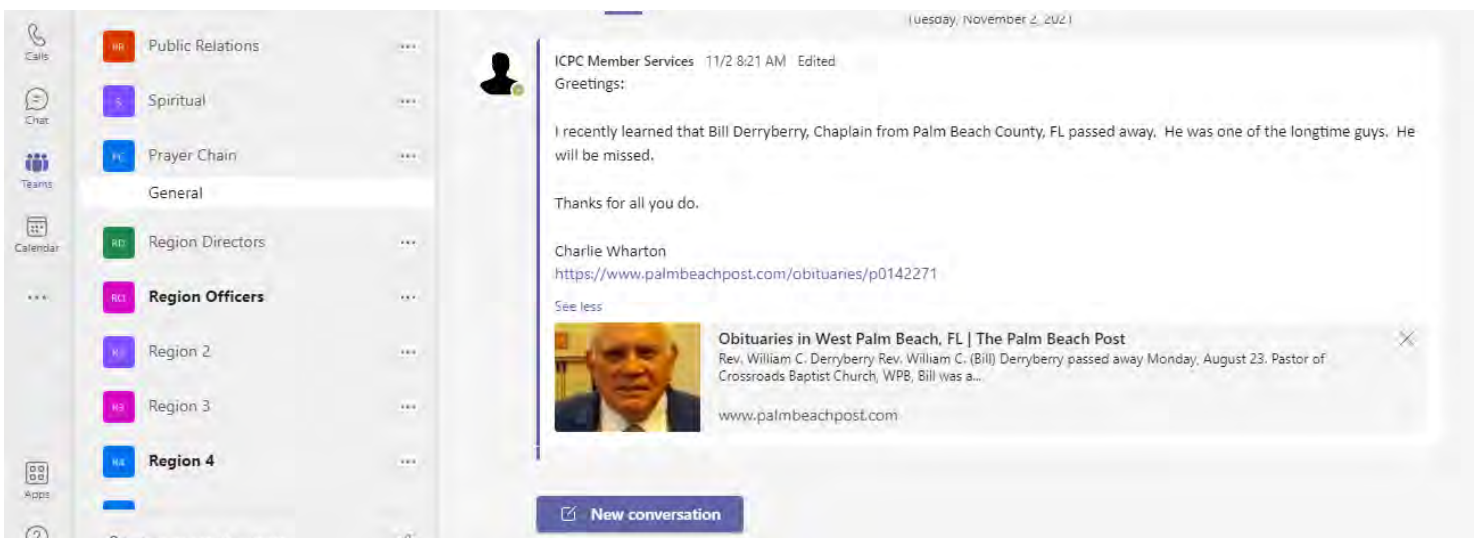 Calls
Chat
Teams
Calendar
...
Apps
Public Relations
...
S
Spiritual
...
PC
Prayer Chain
...
General
RD
Region Directors
...
Region Officers
...
Region 2
...
R3
Region 3
...
R4
Region 4
...
Tuesday, November 2, 2021
ICPC Member Services 11/2 8:21 AM Edited
Greetings:
I recently learned that Bill Derryberry, Chaplain from Palm Beach County, FL passed away. He was one of the longtime guys. He
will be missed.
Thanks for all you do.
Charlie Wharton
https://www.palmbeachpost.com/obituaries/p0142271
See less
Obituaries in West Palm Beach, FL | The Palm Beach Post
Rev. William C. Derryberry Rev. William C. (Bill) Derryberry passed away Monday, August 23. Pastor of
Crossroads Baptist Church, WPB, Bill was a...
www.palmbeachpost.com
New conversation